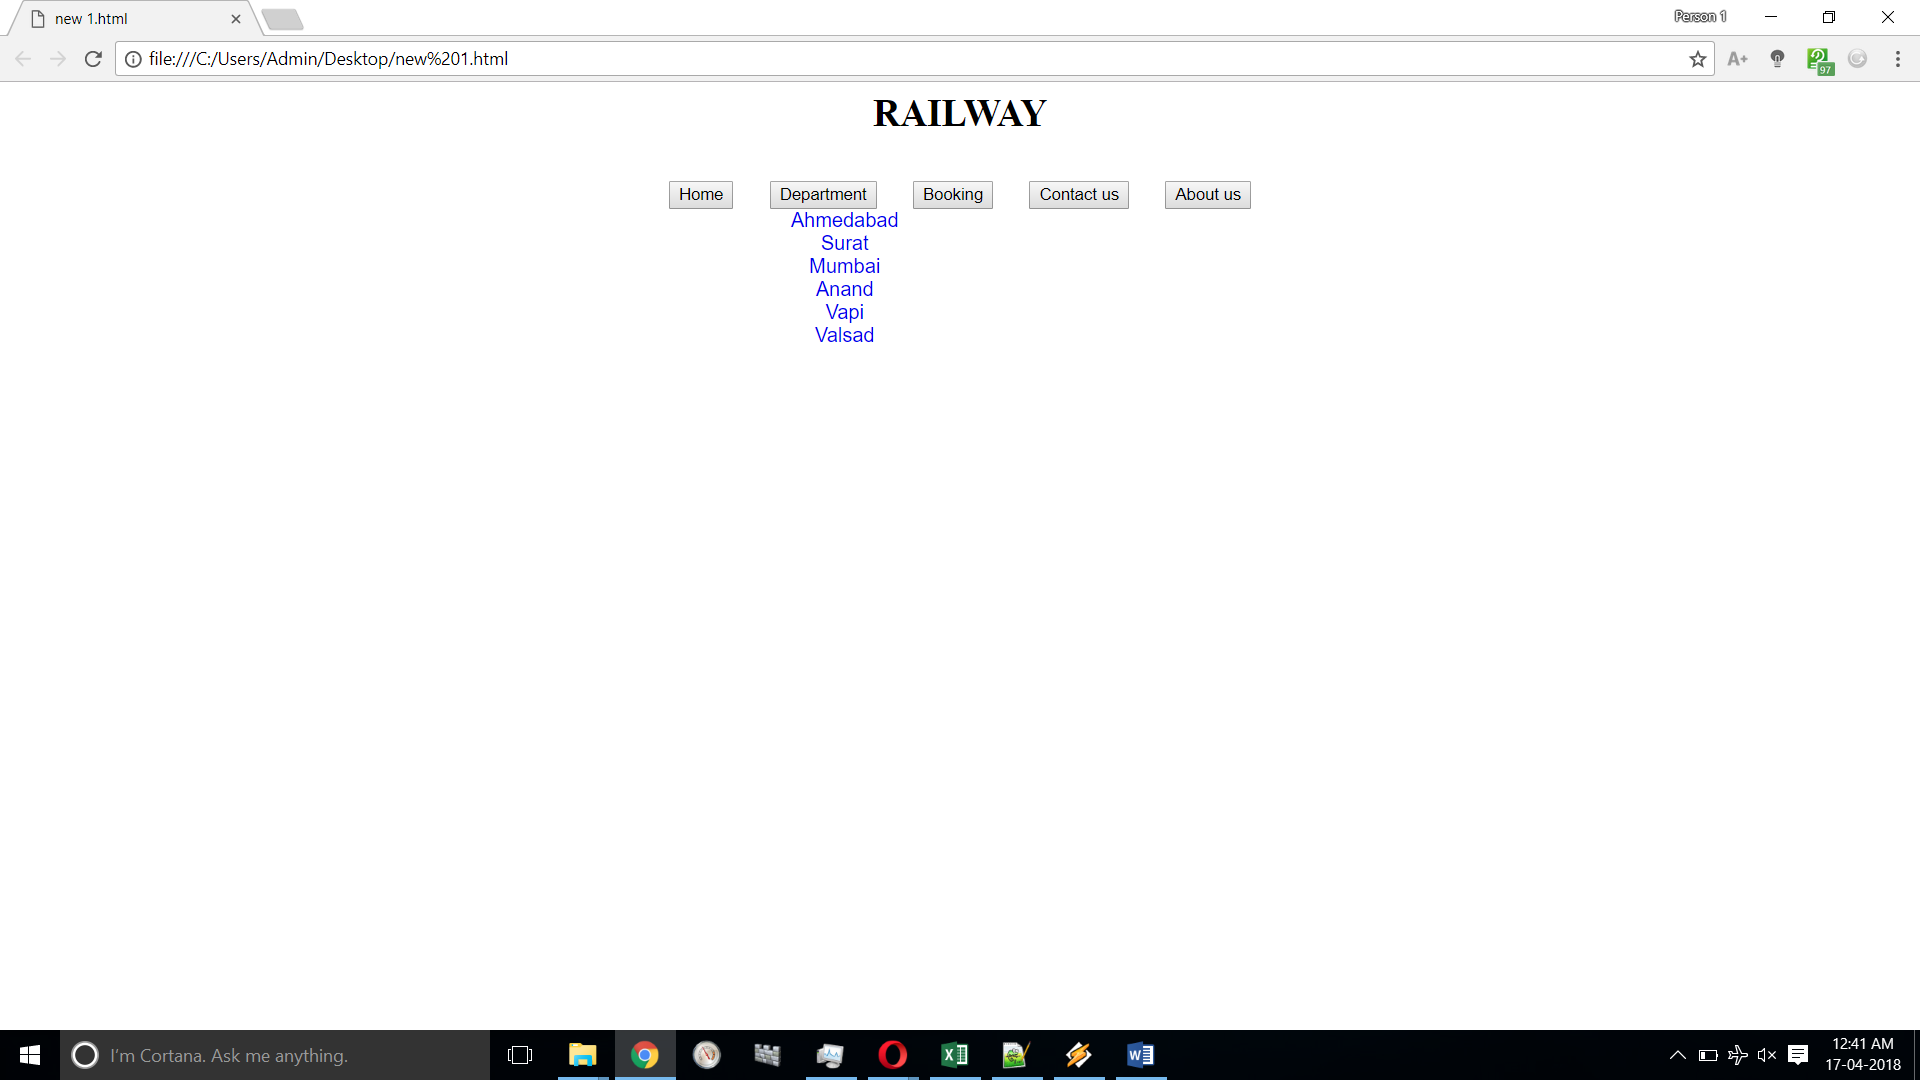 new 1.html
Person 1
file:///C:/Users/Admin/Desktop/new%201.html
A+
97
RAILWAY
Home Department Booking Contact us About us
Ahmedabad
Surat
Mumbai
Anand
Vapi
Valsad
I'm Cortana. Ask me anything.
12:41 AM
17-04-2018